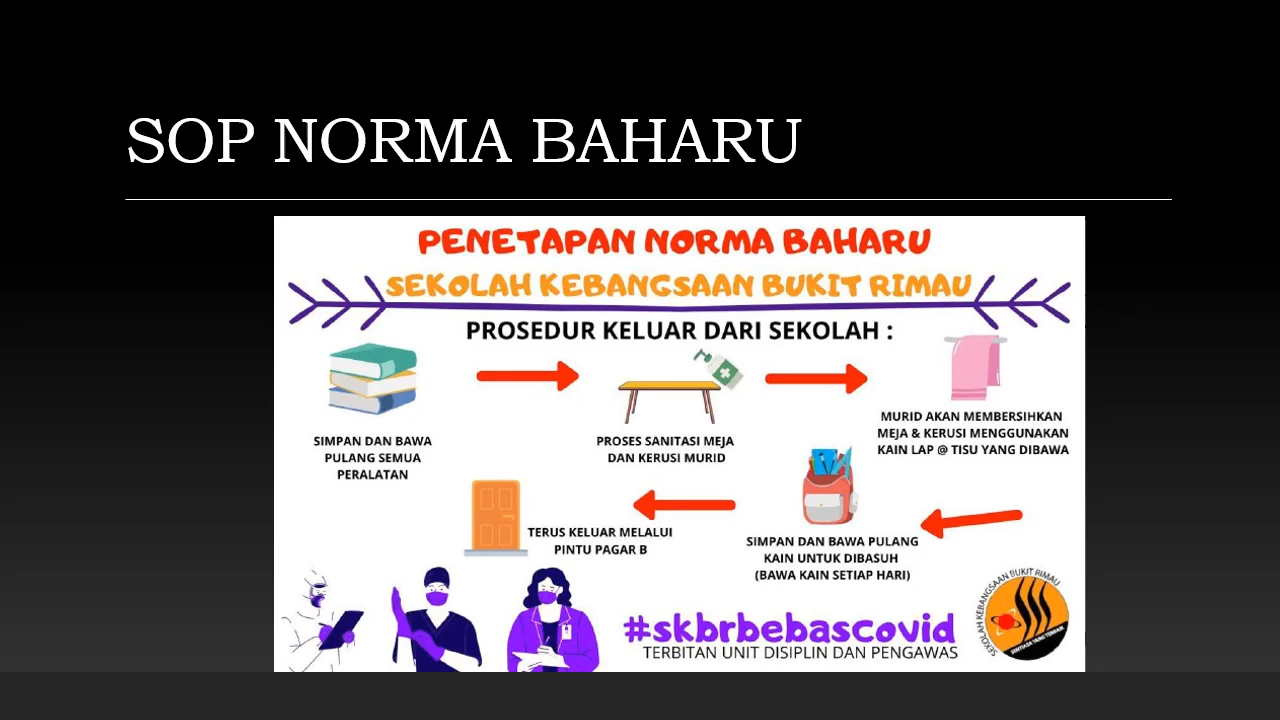 SOP NORMA BAHARU
PENETAPAN NORMA BAHARU
SEKOLAH KEBANGSAAN BUKIT RIMAU
PROSEDUR KELUAR DARI SEKOLAH :
SIMPAN DAN BAWA
PULANG SEMUA
PERALATAN
PROSES SANITASI MEJA
DAN KERUSI MURID
MURID AKAN MEMBERSIHKAN
MEJA & KERUSI MENGGUNAKAN
KAIN LAP @ TISU YANG DIBAWA
SIMPAN DAN BAWA PULANG
KAIN UNTUK DIBASUH
(BAWA KAIN SETIAP HARI)
TERUS KELUAR MELALUI
PINTU PAGAR B
#skbrbebascovid
TERBITAN UNIT DISIPLIN DAN PENGAWAS
SEKOLAH KEBANGSAAN BUKIT RIMAU
SENTIASA YANG TERBAIK